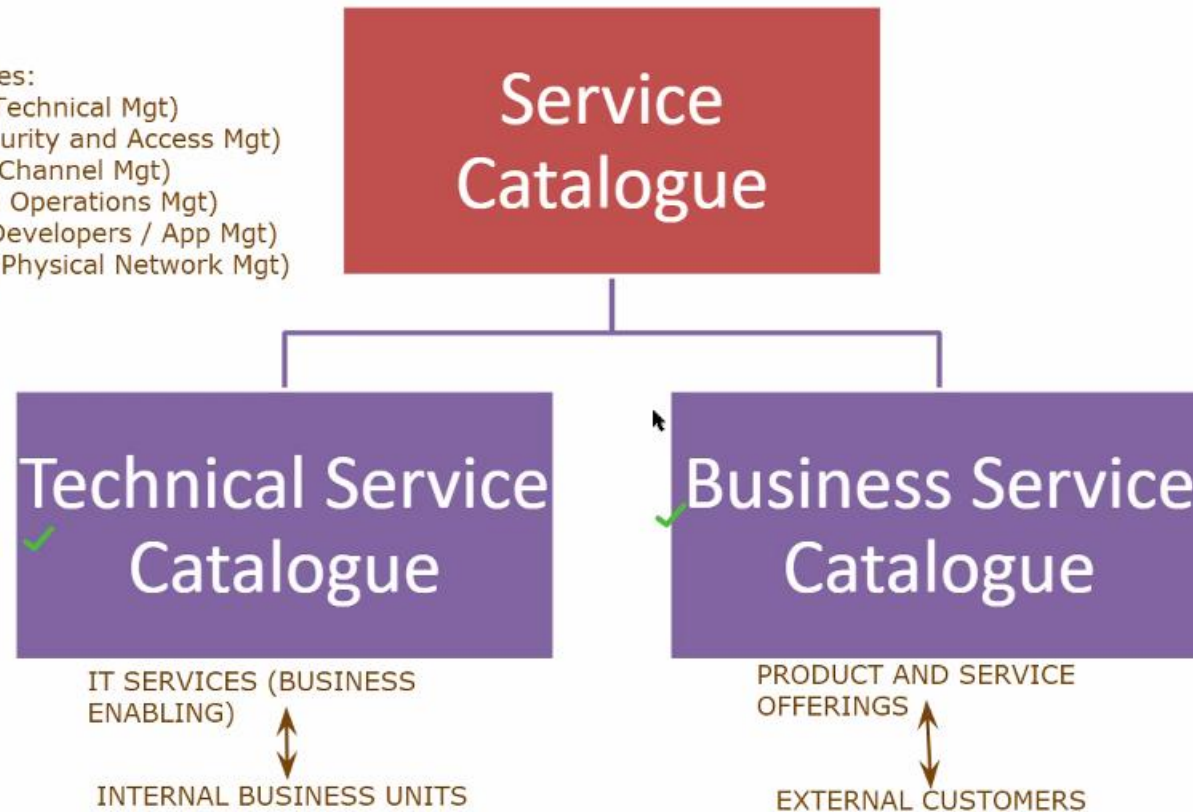 es:
Technical Mgt)
urity and Access Mgt)
Channel Mgt)
Operations Mgt)
Developers / App Mgt)
Physical Network Mgt)
Service
Catalogue
Technical Service
Catalogue
Business Service
Catalogue
IT SERVICES (BUSINESS
ENABLING)
INTERNAL BUSINESS UNITS
PRODUCT AND SERVICE
OFFERINGS
EXTERNAL CUSTOMERS